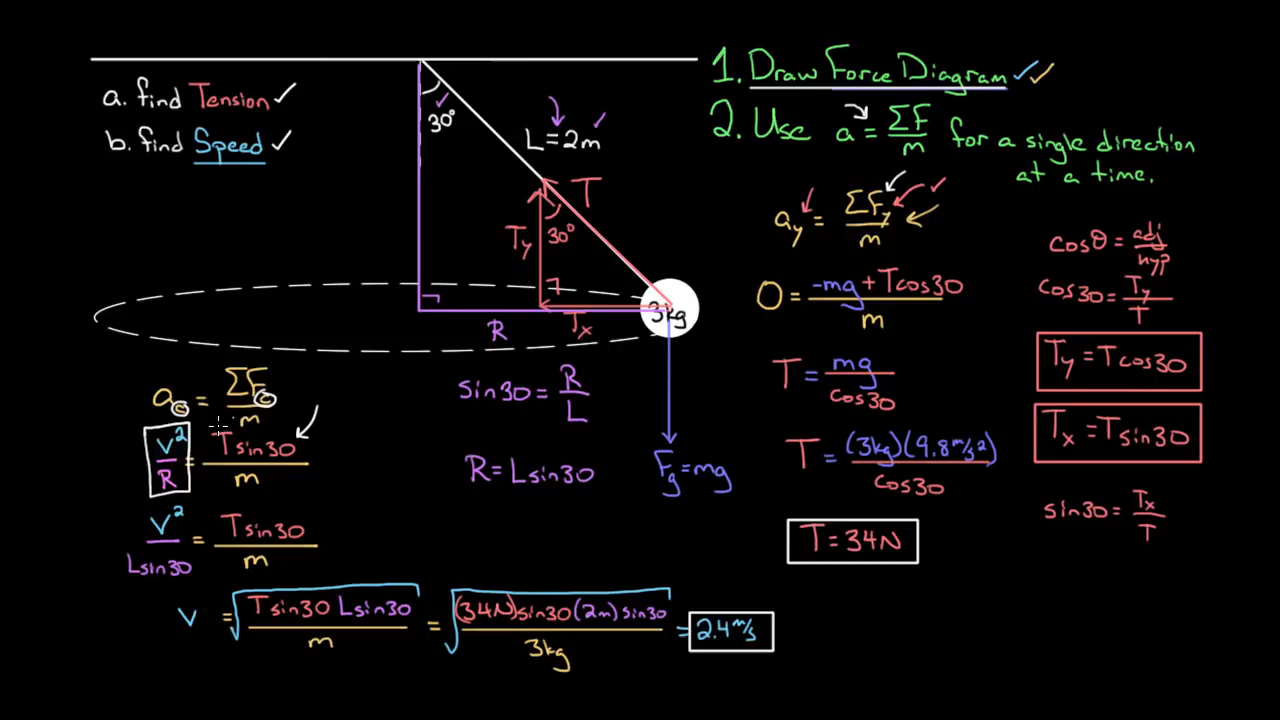 a. find Tension ✓
b. find Speed ✓
30°
L=2m
T
Ty
30°
Tx
R
3kg
Fg=mg
sin30 = R/L
R = Lsin30
ac = ΣFc/m
v²/R = Tsin30/m
v²/Lsin30 = Tsin30/m
v = √(Tsin30 Lsin30/m) = √((34N)sin30(2m)sin30/3kg) = 2.4 m/s
1. Draw Force Diagram ✓✓
2. Use a = ΣF/m for a single direction
at a time.
ay = ΣFy/m
0 = -mg + Tcos30/m
T = mg/cos30
T = (3kg)(9.8 m/s²)/cos30
T = 34N
cosθ = adj/hyp
cos30 = Ty/T
Ty = Tcos30
Tx = Tsin30
sin30 = Tx/T